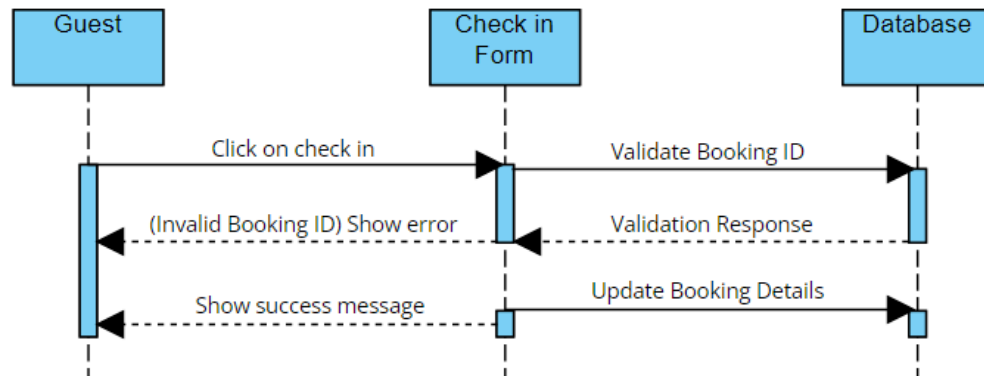 Guest
Check in
Form
Database
Click on check in
Validate Booking ID
(Invalid Booking ID) Show error
Validation Response
Update Booking Details
Show success message